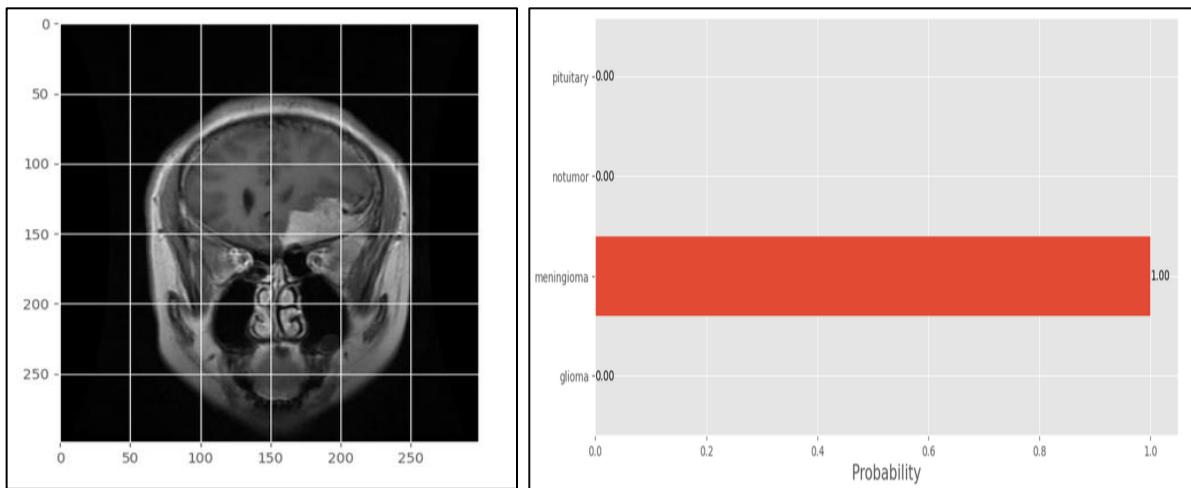 0
50
100
150
200
250
0 50 100 150 200 250
pituitary 0.00
notumor 0.00
meningioma 1.00
glioma 0.00
0.0 0.2 0.4 0.6 0.8 1.0
Probability